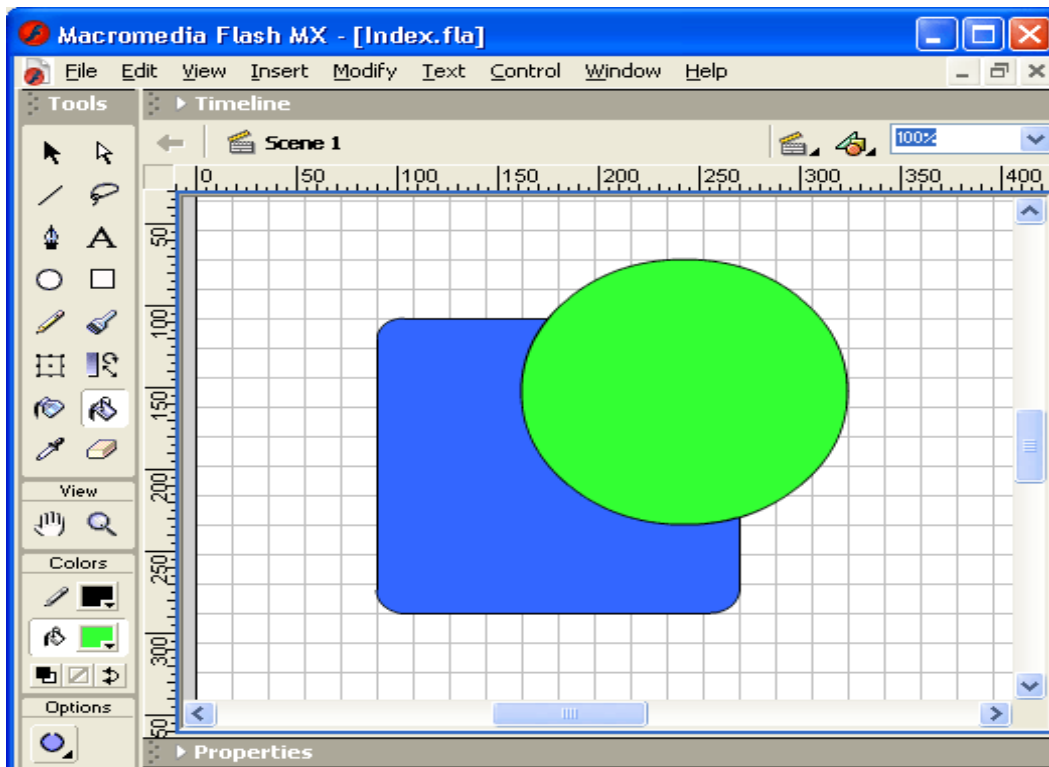 Macromedia Flash MX - [Index.fla]
File Edit View Insert Modify Text Control Window Help
Tools
Timeline
Scene 1
100%
0 50 100 150 200 250 300 350 400
A
50
100
150
200
250
300
50
View
Colors
Options
Properties